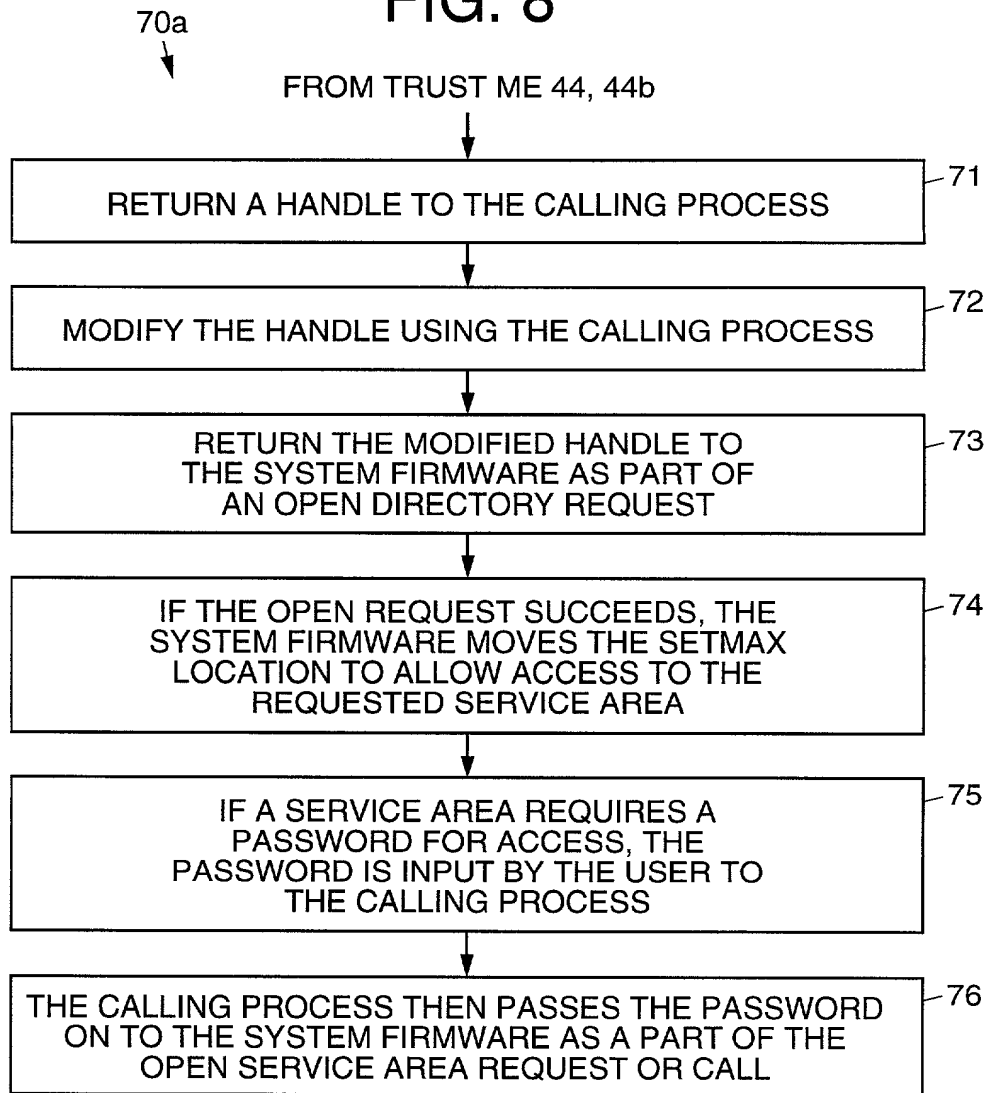 FIG. 8
70a
FROM TRUST ME 44, 44b
RETURN A HANDLE TO THE CALLING PROCESS
71
MODIFY THE HANDLE USING THE CALLING PROCESS
72
RETURN THE MODIFIED HANDLE TO
THE SYSTEM FIRMWARE AS PART OF
AN OPEN DIRECTORY REQUEST
73
IF THE OPEN REQUEST SUCCEEDS, THE
SYSTEM FIRMWARE MOVES THE SETMAX
LOCATION TO ALLOW ACCESS TO THE
REQUESTED SERVICE AREA
74
IF A SERVICE AREA REQUIRES A
PASSWORD FOR ACCESS, THE
PASSWORD IS INPUT BY THE USER TO
THE CALLING PROCESS
75
THE CALLING PROCESS THEN PASSES THE PASSWORD
ON TO THE SYSTEM FIRMWARE AS A PART OF THE
OPEN SERVICE AREA REQUEST OR CALL
76